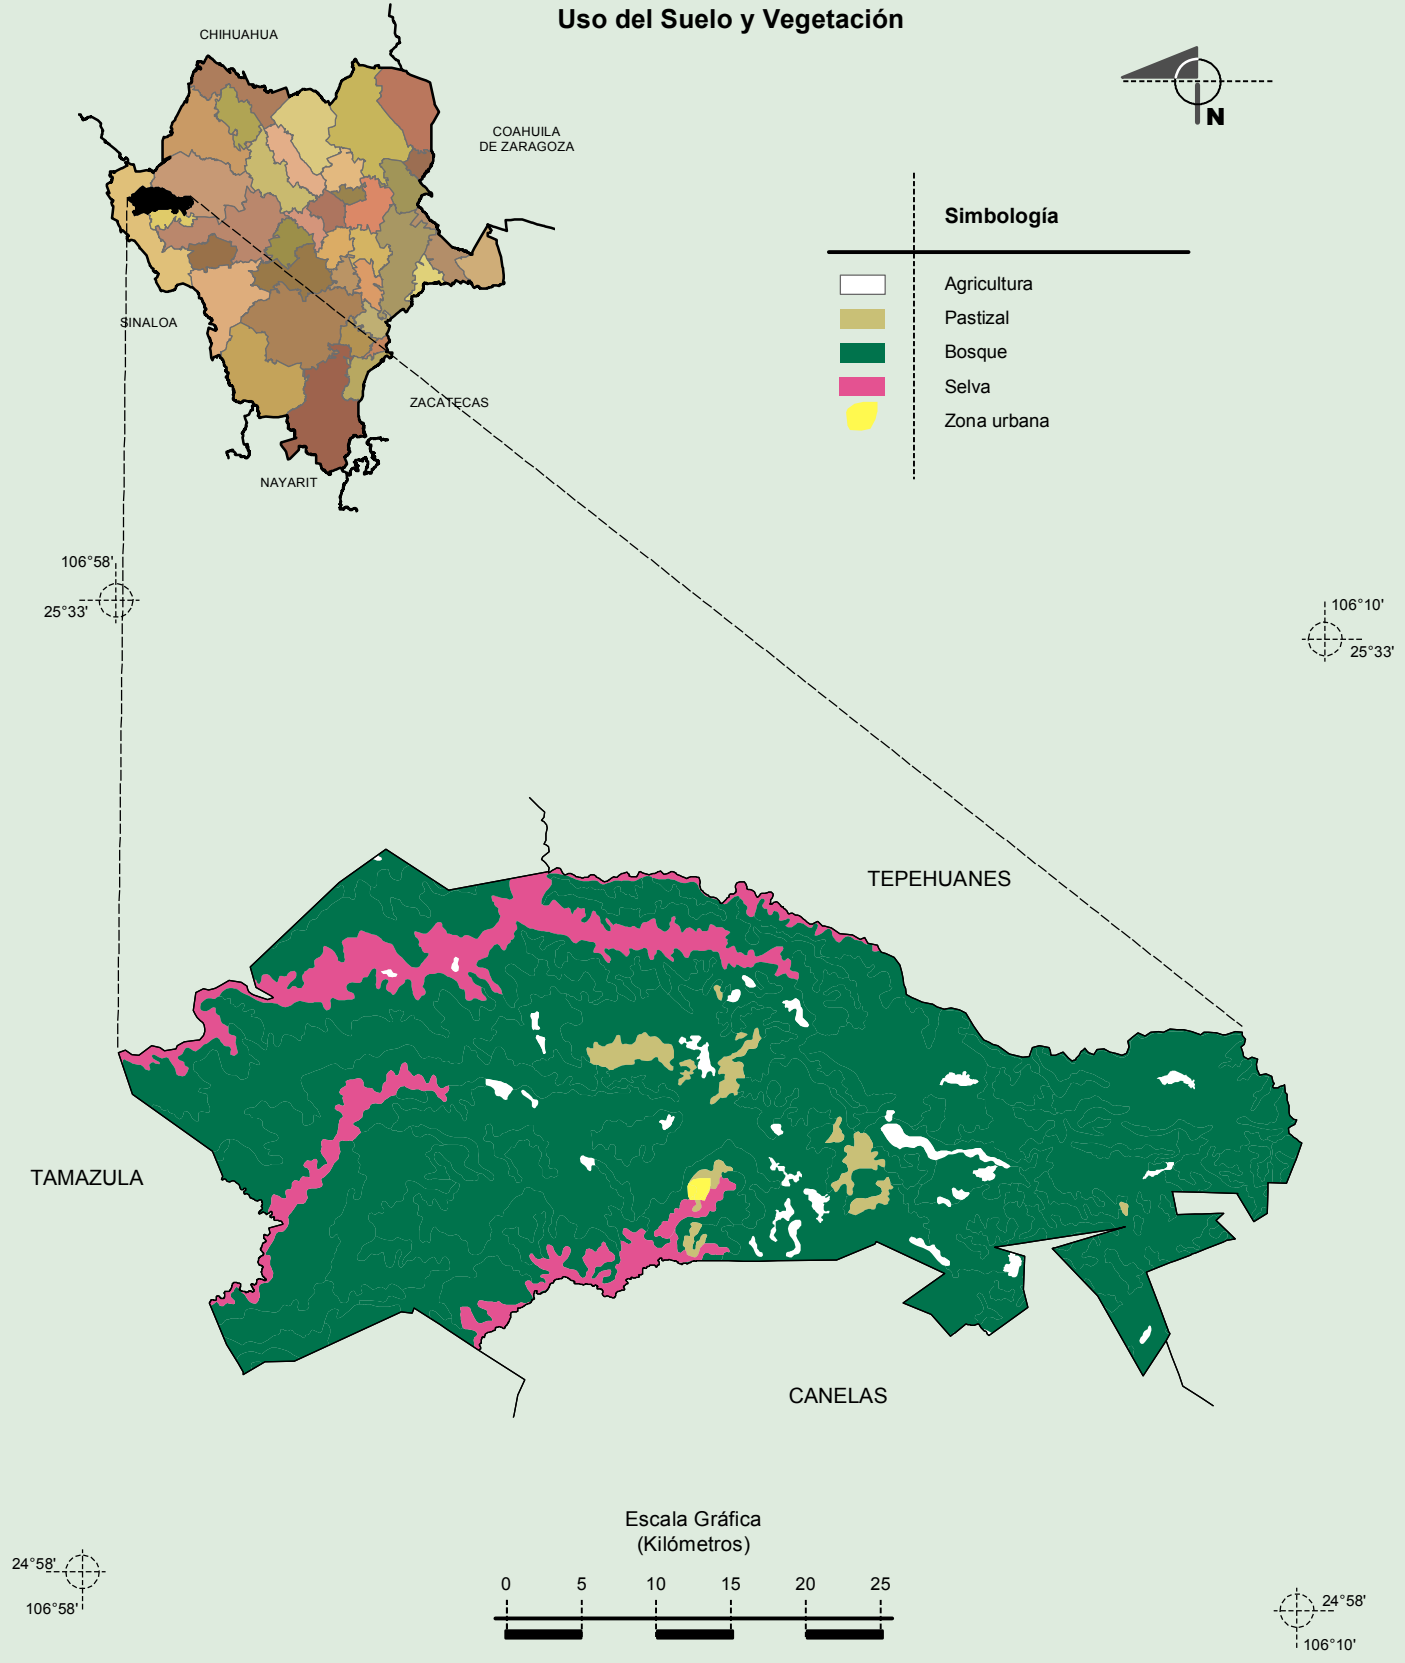 Uso del Suelo y Vegetación
CHIHUAHUA
COAHUILA
DE ZARAGOZA
N
Simbología
Agricultura
Pastizal
Bosque
Selva
Zona urbana
SINALOA
ZACATECAS
NAYARIT
106°58'
25°33'
106°10'
25°33'
TEPEHUANES
TAMAZULA
CANELAS
Escala Gráfica
(Kilómetros)
0 5 10 15 20 25
24°58'
106°58'
24°58'
106°10'